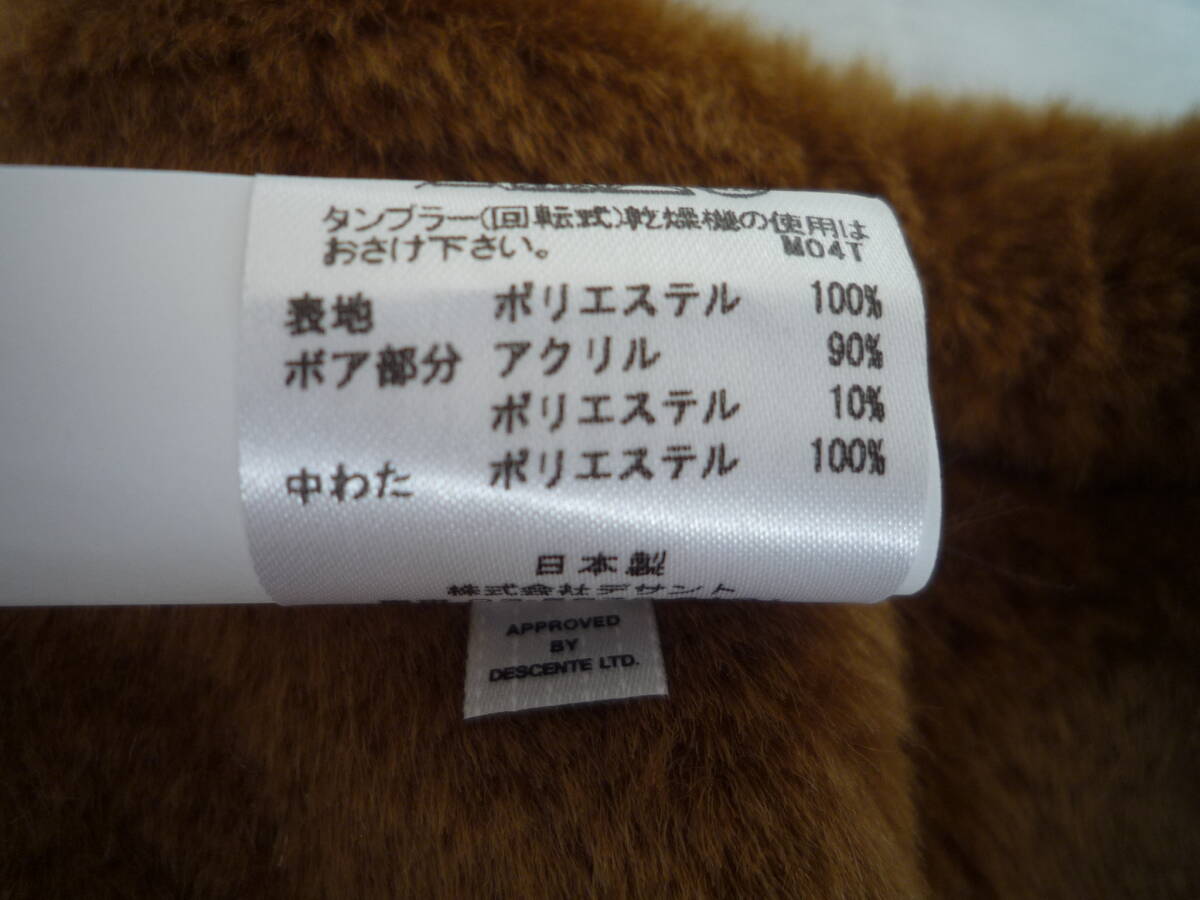 タンブラー(回転式)乾燥機の使用は
おさけ下さい。 M04T
表地 ポリエステル 100%
ボア部分 アクリル 90%
ポリエステル 10%
中わた ポリエステル 100%
日本製
株式会社デサント
APPROVED
BY
DESCENTE LTD.